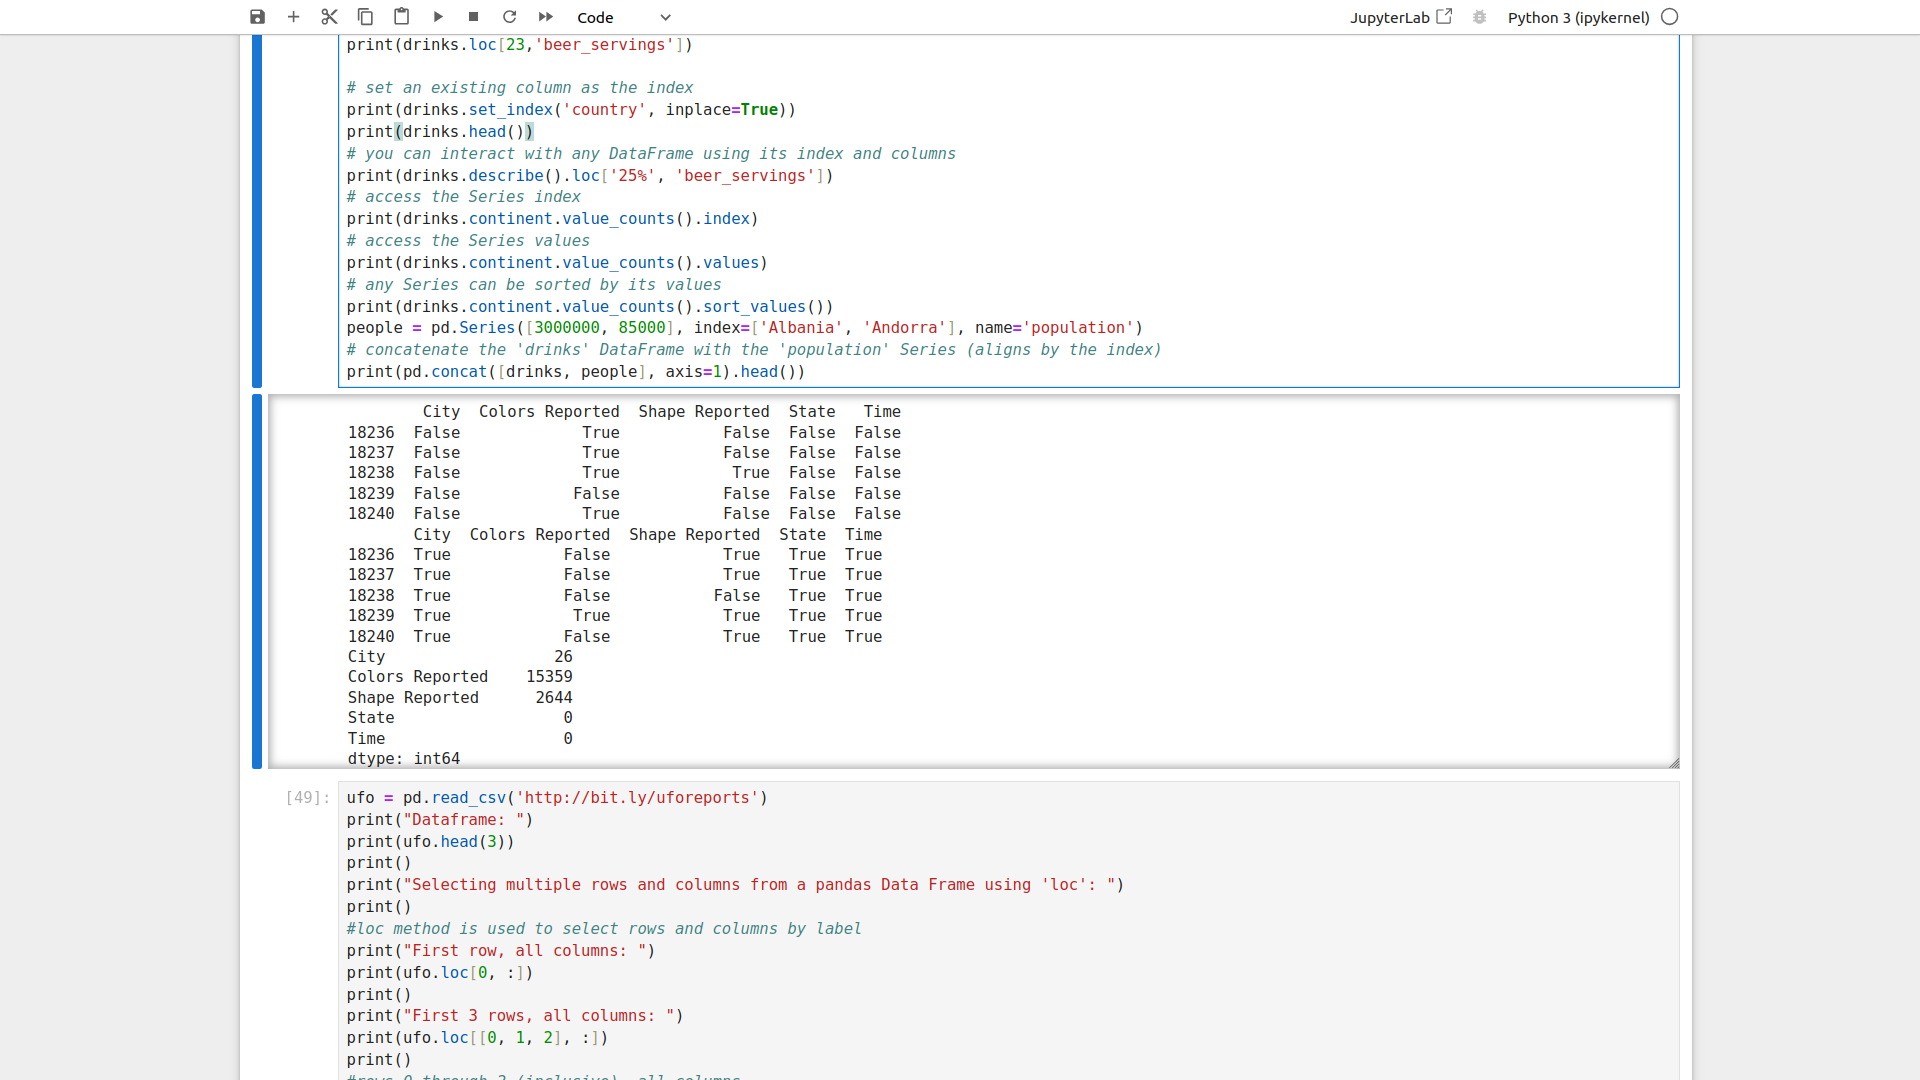 Code JupyterLab Python 3 (ipykernel)
print(drinks.loc[23,'beer_servings'])
# set an existing column as the index
print(drinks.set_index('country', inplace=True))
print(drinks.head())
# you can interact with any DataFrame using its index and columns
print(drinks.describe().loc['25%', 'beer_servings'])
# access the Series index
print(drinks.continent.value_counts().index)
# access the Series values
print(drinks.continent.value_counts().values)
# any Series can be sorted by its values
print(drinks.continent.value_counts().sort_values())
people = pd.Series([3000000, 85000], index=['Albania', 'Andorra'], name='population')
# concatenate the 'drinks' DataFrame with the 'population' Series (aligns by the index)
print(pd.concat([drinks, people], axis=1).head())
        City  Colors Reported  Shape Reported  State   Time
18236  False             True           False  False  False
18237  False             True           False  False  False
18238  False             True            True  False  False
18239  False            False           False  False  False
18240  False             True           False  False  False
       City  Colors Reported  Shape Reported  State  Time
18236  True            False            True   True  True
18237  True            False            True   True  True
18238  True            False           False   True  True
18239  True             True            True   True  True
18240  True            False            True   True  True
City                  26
Colors Reported    15359
Shape Reported      2644
State                  0
Time                   0
dtype: int64
[49]: ufo = pd.read_csv('http://bit.ly/uforeports')
print("Dataframe: ")
print(ufo.head(3))
print()
print("Selecting multiple rows and columns from a pandas Data Frame using 'loc': ")
print()
#loc method is used to select rows and columns by label
print("First row, all columns: ")
print(ufo.loc[0, :])
print()
print("First 3 rows, all columns: ")
print(ufo.loc[[0, 1, 2], :])
print()
#rows 0 through 2 (inclusive), all columns